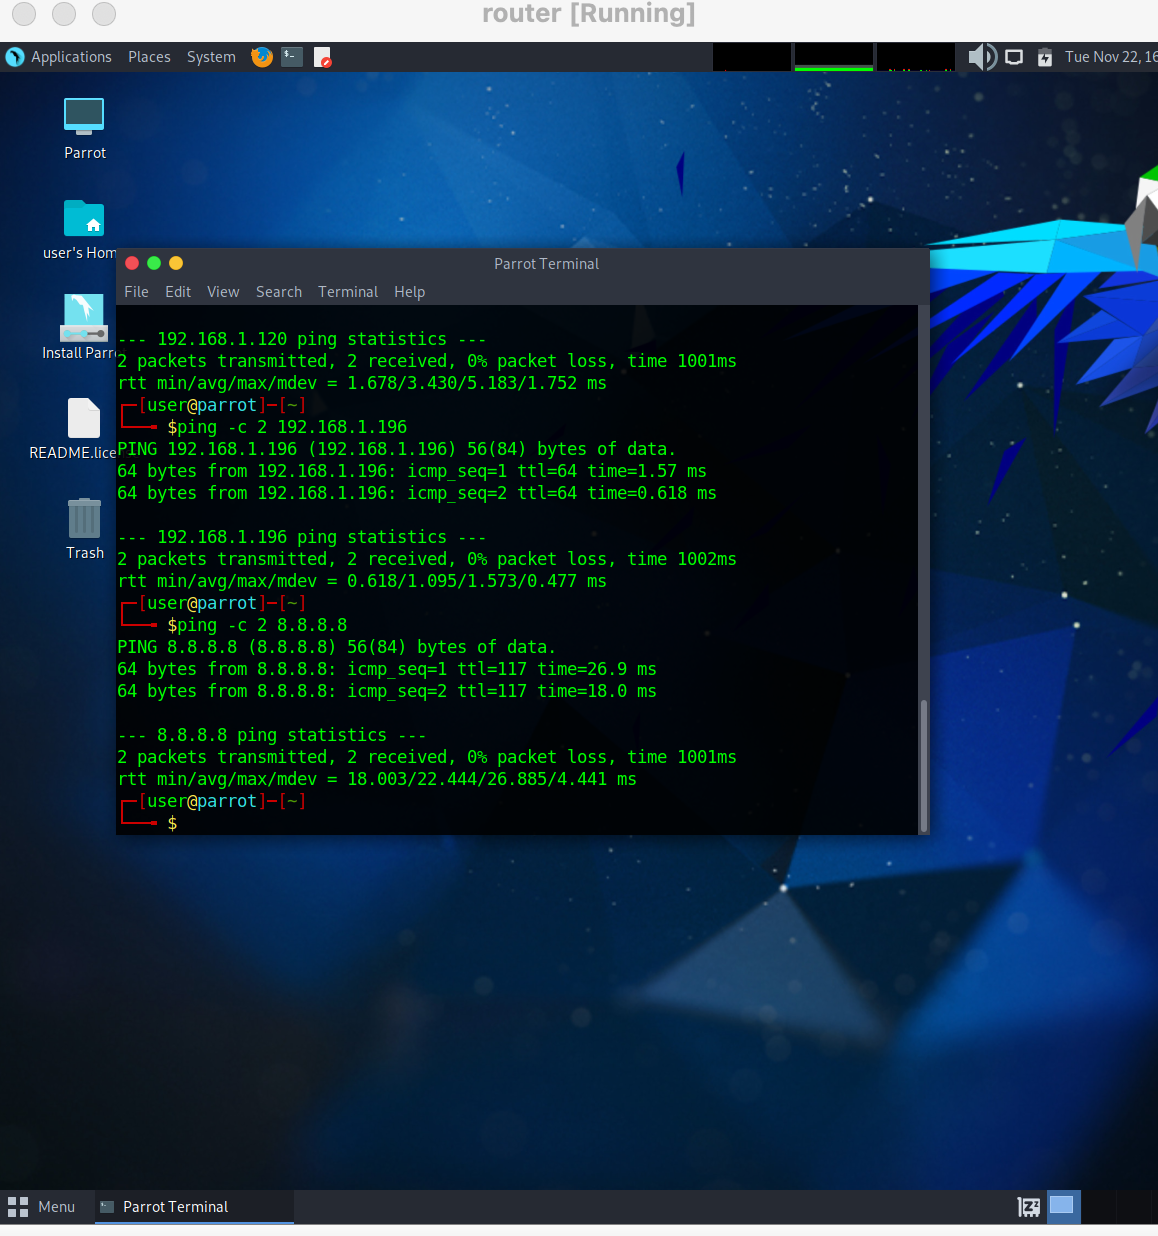 router [Running]
Applications Places System
Tue Nov 22, 16
Parrot
user's Hom
Install Parr
README.lice
Trash
Parrot Terminal
File Edit View Search Terminal Help
--- 192.168.1.120 ping statistics ---
2 packets transmitted, 2 received, 0% packet loss, time 1001ms
rtt min/avg/max/mdev = 1.678/3.430/5.183/1.752 ms
┌─[user@parrot]─[~]
└──╼ $ping -c 2 192.168.1.196
PING 192.168.1.196 (192.168.1.196) 56(84) bytes of data.
64 bytes from 192.168.1.196: icmp_seq=1 ttl=64 time=1.57 ms
64 bytes from 192.168.1.196: icmp_seq=2 ttl=64 time=0.618 ms
--- 192.168.1.196 ping statistics ---
2 packets transmitted, 2 received, 0% packet loss, time 1002ms
rtt min/avg/max/mdev = 0.618/1.095/1.573/0.477 ms
┌─[user@parrot]─[~]
└──╼ $ping -c 2 8.8.8.8
PING 8.8.8.8 (8.8.8.8) 56(84) bytes of data.
64 bytes from 8.8.8.8: icmp_seq=1 ttl=117 time=26.9 ms
64 bytes from 8.8.8.8: icmp_seq=2 ttl=117 time=18.0 ms
--- 8.8.8.8 ping statistics ---
2 packets transmitted, 2 received, 0% packet loss, time 1001ms
rtt min/avg/max/mdev = 18.003/22.444/26.885/4.441 ms
┌─[user@parrot]─[~]
└──╼ $
Menu Parrot Terminal